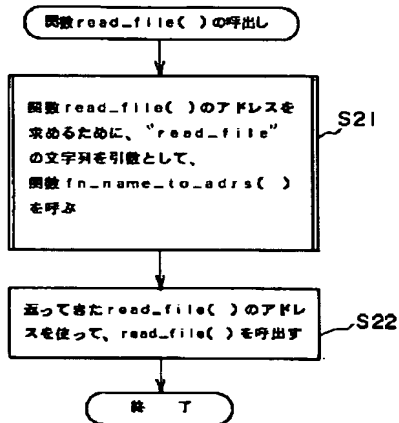 関数read_file( )の呼出し
関数read_file( )のアドレスを
求めるために、"read_file"
の文字列を引数として、
関数fn_name_to_adrs( )
を呼ぶ
S21
返ってきたread_file( )のアドレ
スを使って、read_file( )を呼出す
S22
終 了